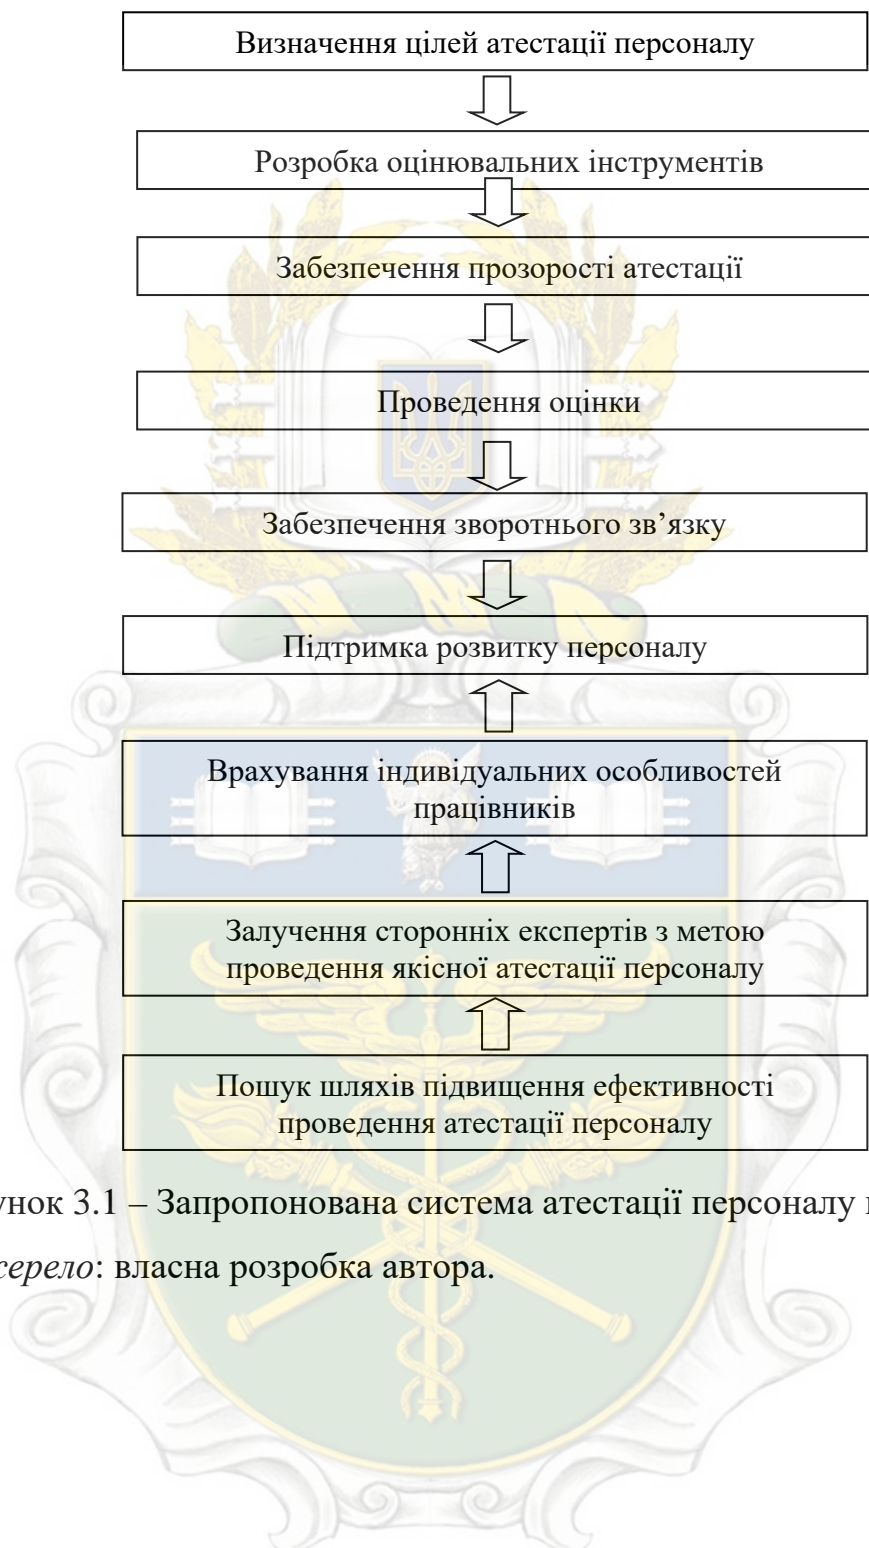 Визначення цілей атестації персоналу
Розробка оцінювальних інструментів
Забезпечення прозорості атестації
Проведення оцінки
Забезпечення зворотнього зв’язку
Підтримка розвитку персоналу
Врахування індивідуальних особливостей
працівників
Залучення сторонніх експертів з метою
проведення якісної атестації персоналу
Пошук шляхів підвищення ефективності
проведення атестації персоналу
унок 3.1 – Запропонована система атестації персоналу
ерело: власна розробка автора.